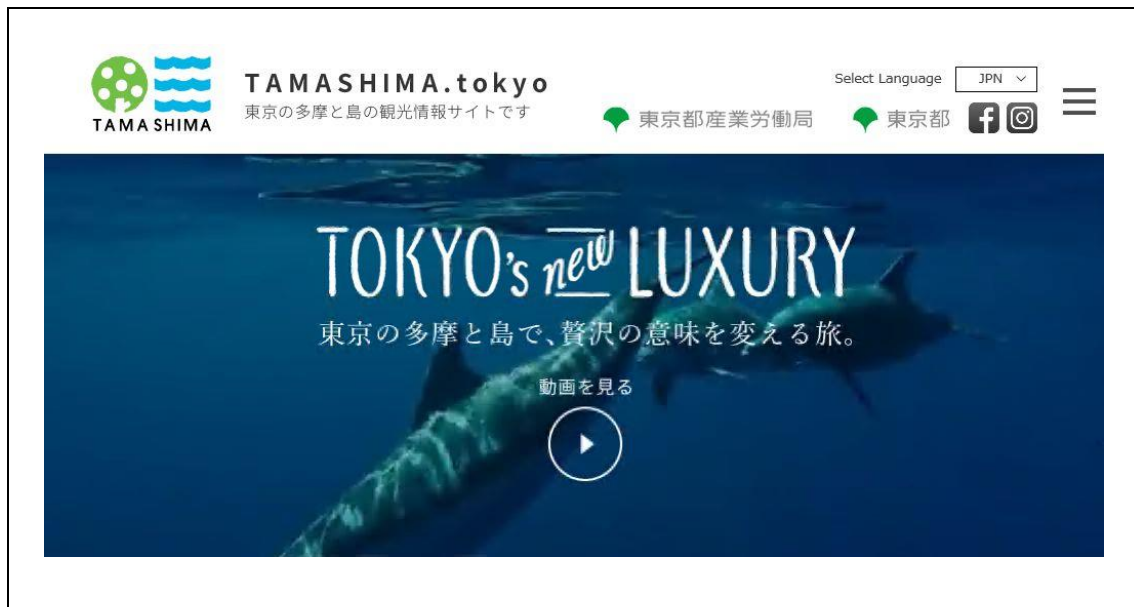 TAMA SHIMA
TAMASHIMA.tokyo
東京の多摩と島の観光情報サイトです
Select Language JPN
東京都産業労働局 東京都
TOKYO's new LUXURY
東京の多摩と島で、贅沢の意味を変える旅。
動画を見る